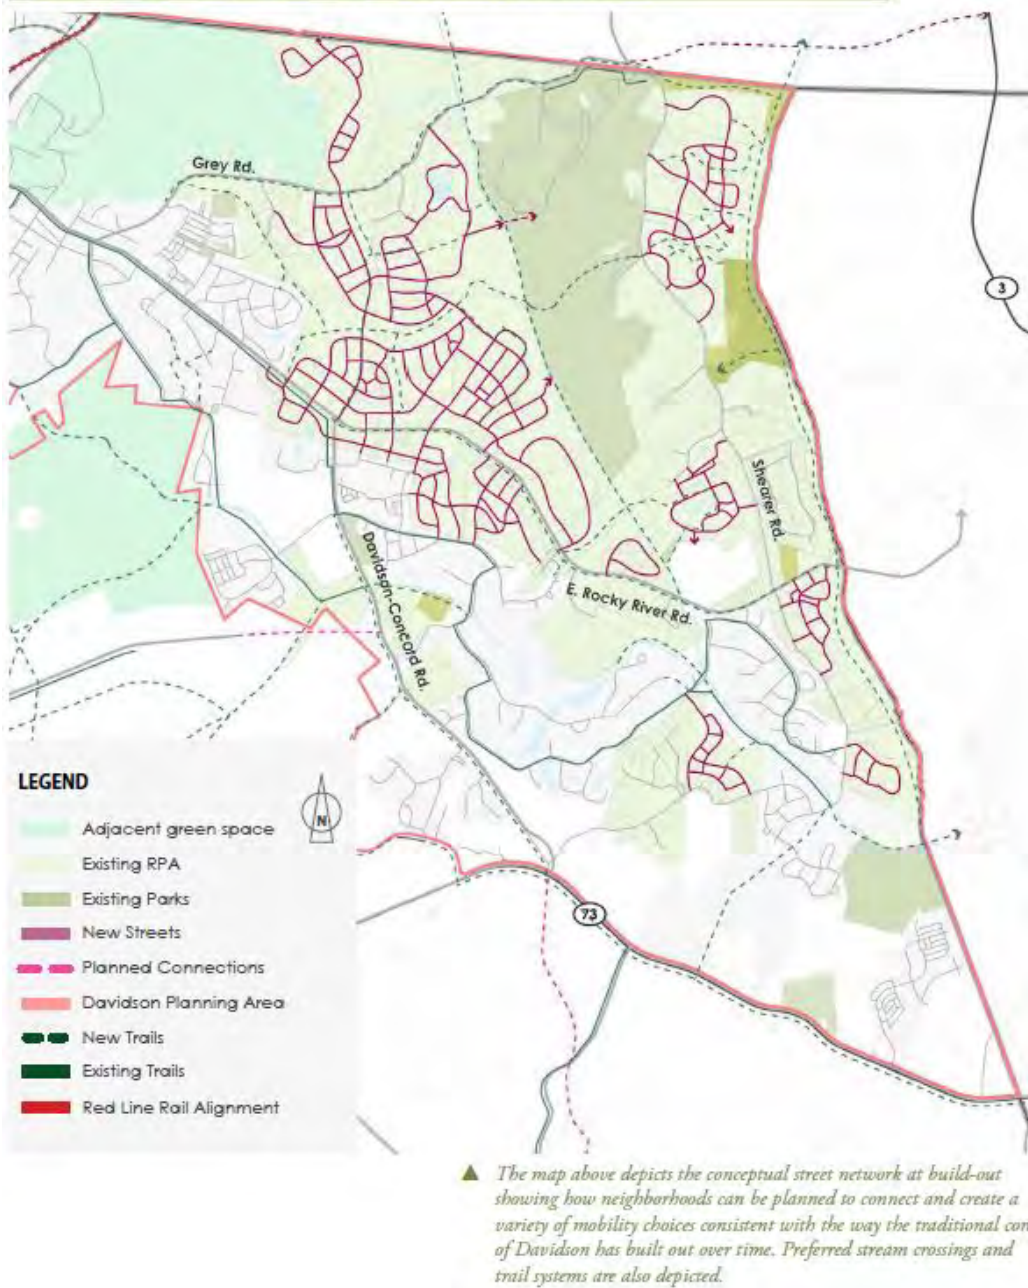 Grey Rd.
3
Shearer Rd.
E. Rocky River Rd.
Davidson-Concord Rd.
LEGEND
N
Adjacent green space
Existing RPA
Existing Parks
New Streets
Planned Connections
Davidson Planning Area
New Trails
Existing Trails
Red Line Rail Alignment
73
The map above depicts the conceptual street network at build-out
showing how neighborhoods can be planned to connect and create a
variety of mobility choices consistent with the way the traditional
of Davidson has built out over time. Preferred stream crossings and
trail systems are also depicted.